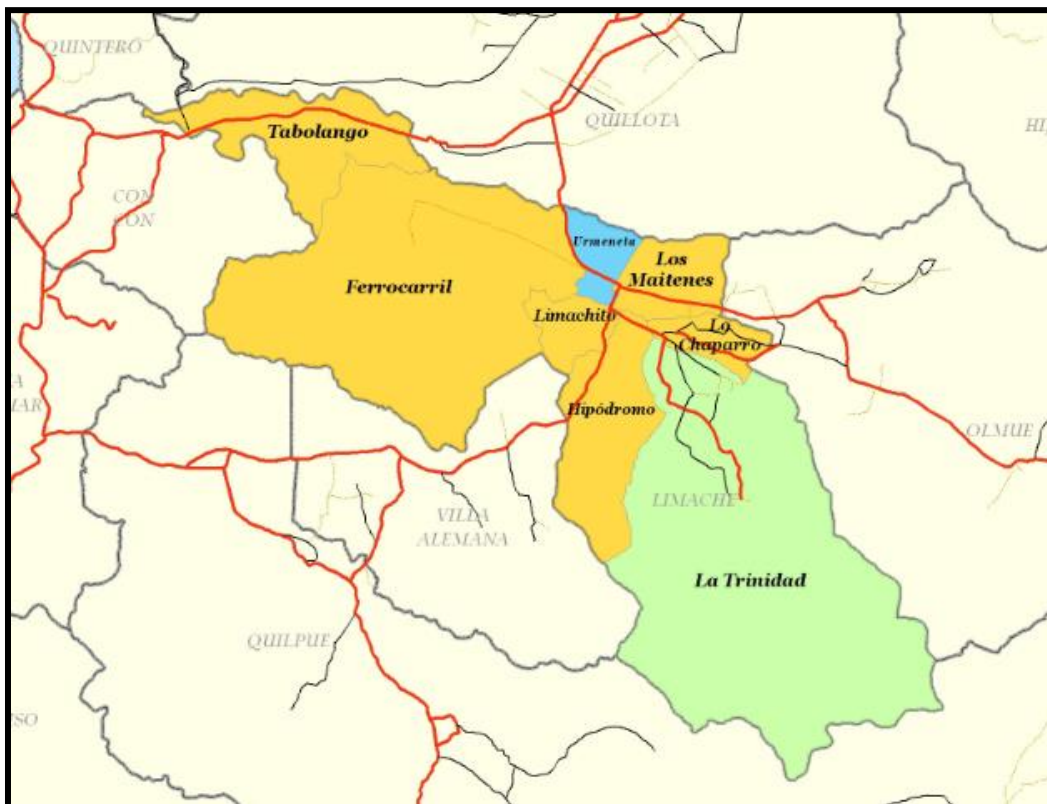 QUINTERO
Tabolango
QUILLOTA
CON
CON
Urmeneta
Los
Maitenes
Ferrocarril
Limachito
Lo
Chaparro
Hipódromo
OLMUE
LIMACHE
VILLA
ALEMANA
La Trinidad
QUILPUE